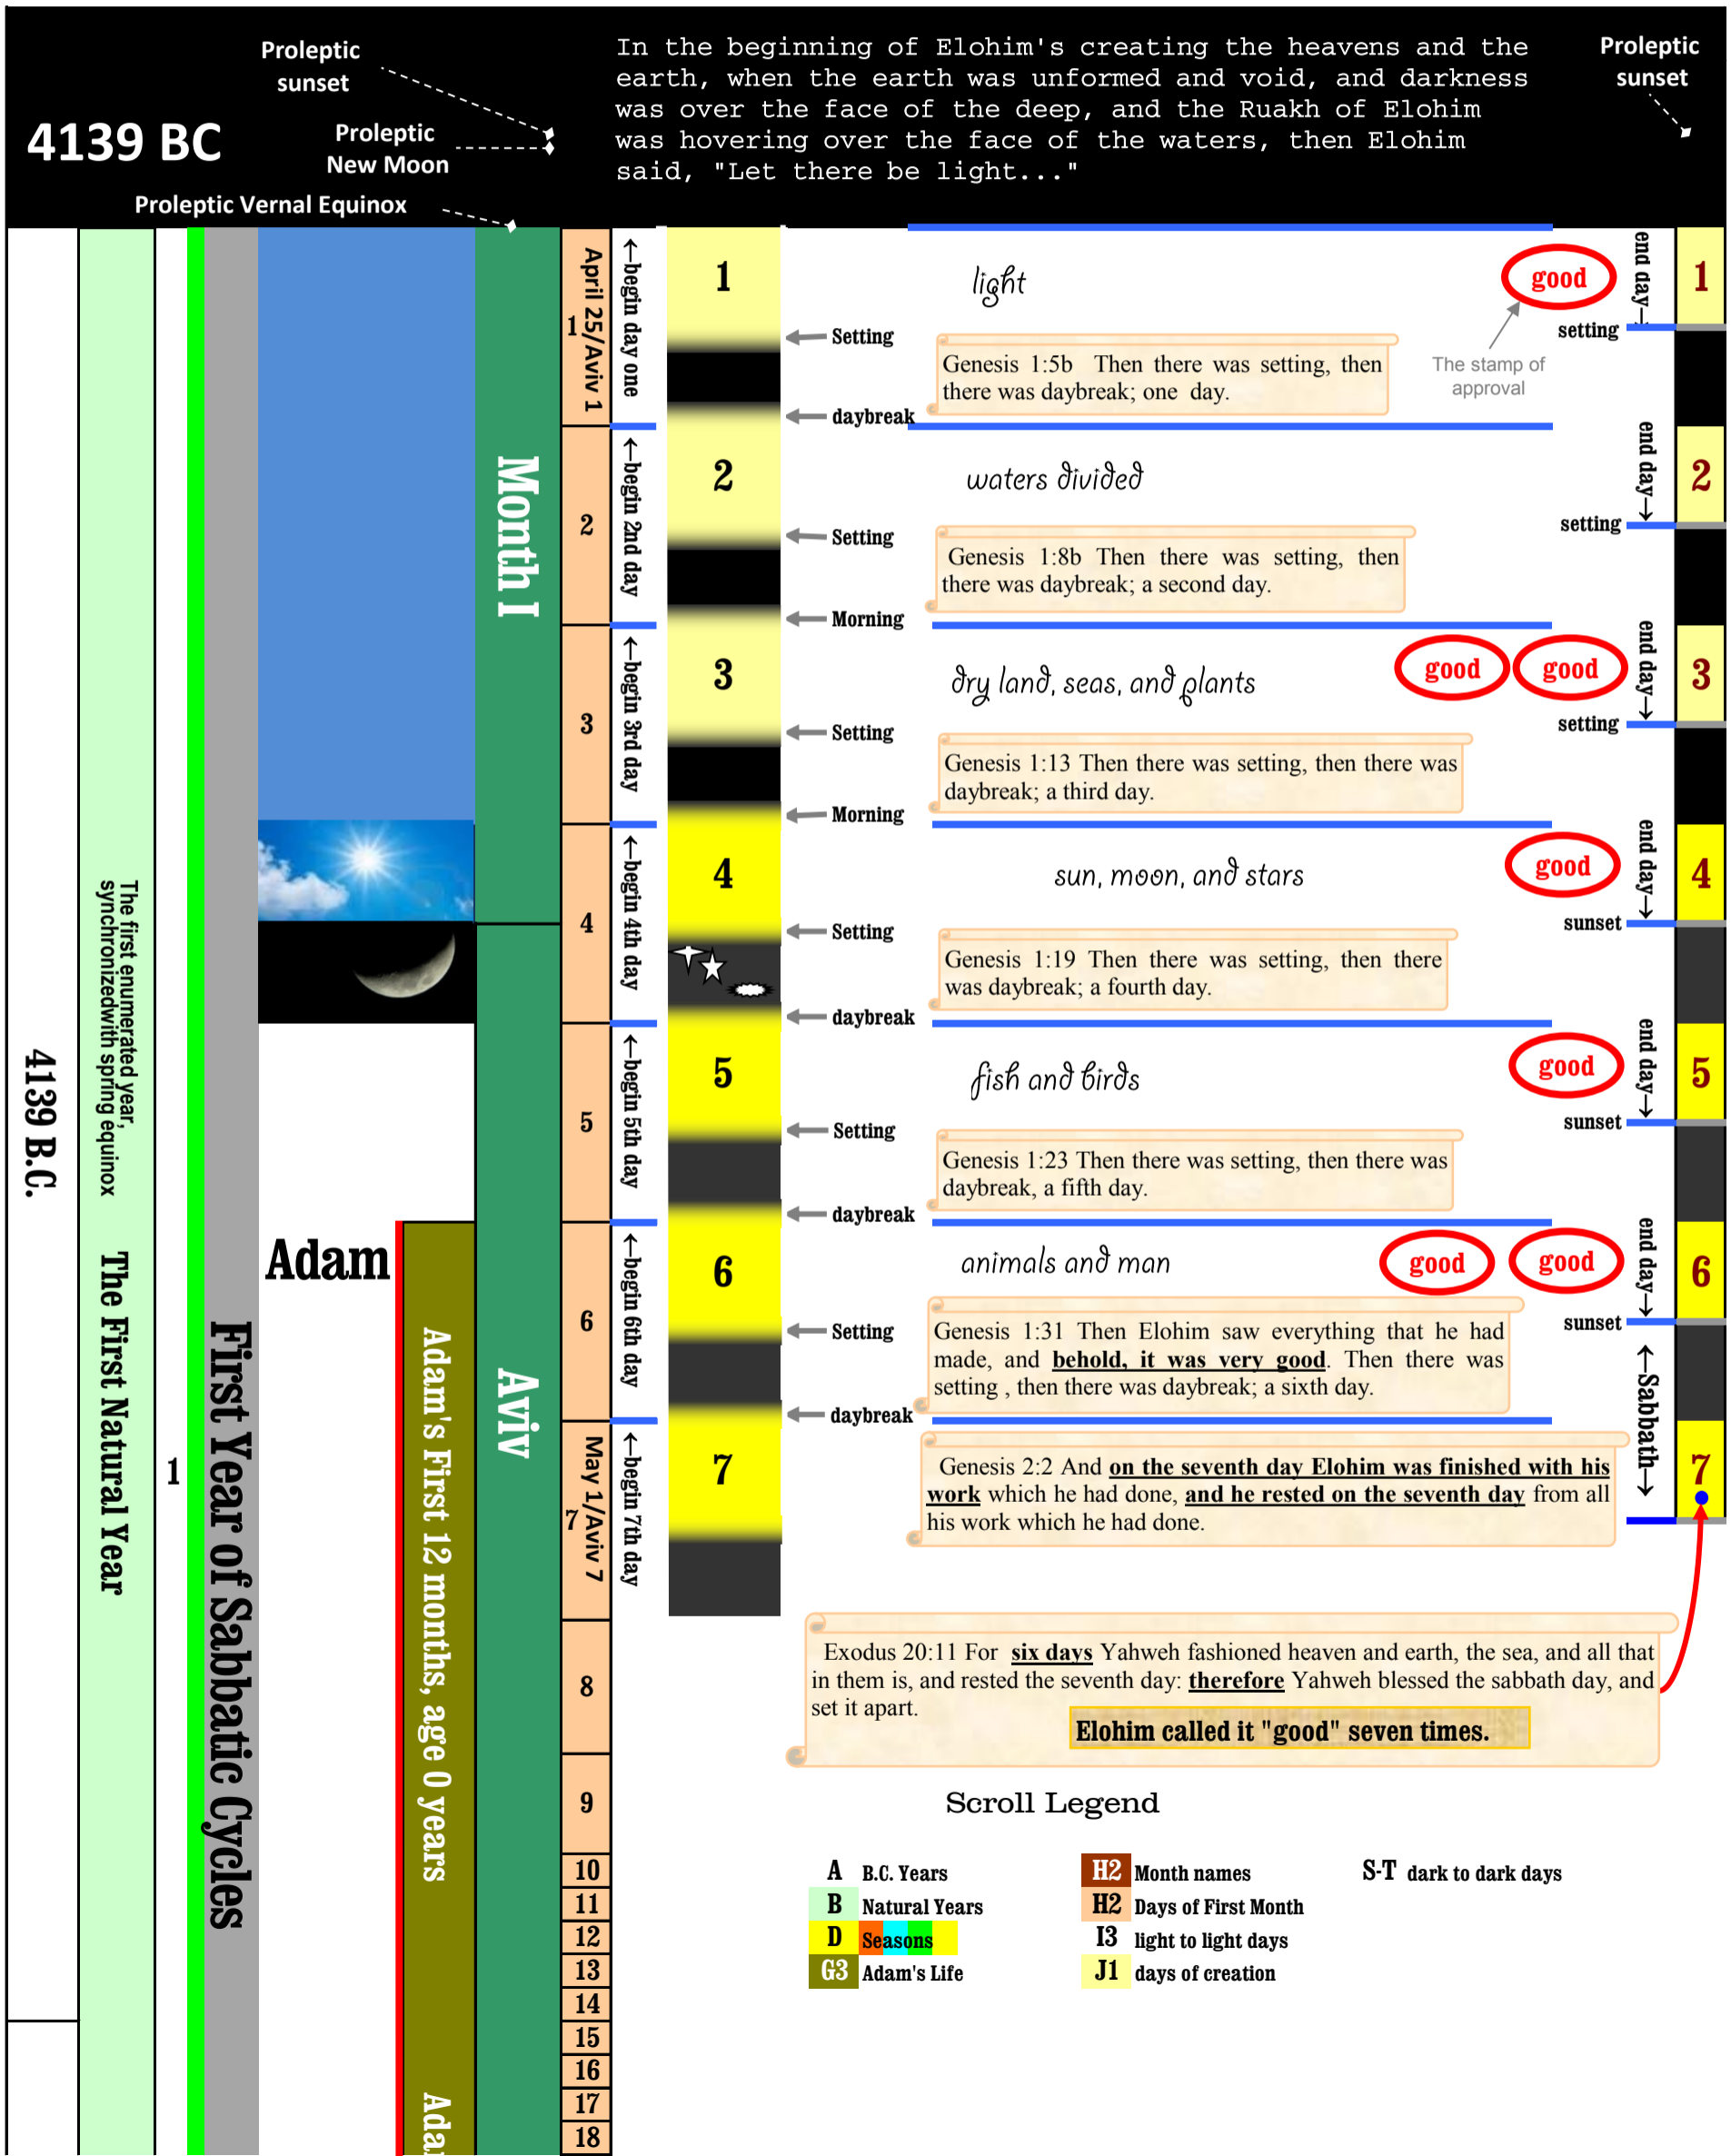 Proleptic
sunset
4139 BC
Proleptic
New Moon
Proleptic Vernal Equinox
In the beginning of Elohim's creating the heavens and the
earth, when the earth was unformed and void, and darkness
was over the face of the deep, and the Ruakh of Elohim
was hovering over the face of the waters, then Elohim
said, "Let there be light..."
Proleptic
sunset
4139 B.C.
The first enumerated year,
synchronizedwith spring equinox
The First Natural Year
1
First Year of Sabbatic Cycles
Adam
Adam's First 12 months, age 0 years
Adam
Month I
Aviv
April 25/Aviv 1
1
2
3
4
5
6
May 1/Aviv 7
7
8
9
10
11
12
13
14
15
16
17
18
←begin day one
←begin 2nd day
←begin 3rd day
←begin 4th day
←begin 5th day
←begin 6th day
←begin 7th day
1
light
good
end day→
1
Setting
setting
Genesis 1:5b Then there was setting, then
there was daybreak; one day.
The stamp of
approval
daybreak
2
waters divided
end day→
2
Setting
setting
Genesis 1:8b Then there was setting, then
there was daybreak; a second day.
Morning
3
dry land, seas, and plants
good
good
end day→
3
Setting
setting
Genesis 1:13 Then there was setting, then there was
daybreak; a third day.
Morning
4
sun, moon, and stars
good
end day→
4
Setting
sunset
Genesis 1:19 Then there was setting, then there
was daybreak; a fourth day.
daybreak
5
fish and birds
good
end day→
5
Setting
sunset
Genesis 1:23 Then there was setting, then there was
daybreak, a fifth day.
daybreak
6
animals and man
good
good
end day→
6
Setting
sunset
Genesis 1:31 Then Elohim saw everything that he had
made, and behold, it was very good. Then there was
setting , then there was daybreak; a sixth day.
daybreak
←Sabbath→
7
7
Genesis 2:2 And on the seventh day Elohim was finished with his
work which he had done, and he rested on the seventh day from all
his work which he had done.
Exodus 20:11 For six days Yahweh fashioned heaven and earth, the sea, and all that
in them is, and rested the seventh day: therefore Yahweh blessed the sabbath day, and
set it apart.
Elohim called it "good" seven times.
Scroll Legend
A B.C. Years
B Natural Years
D Seasons
G3 Adam's Life
H2 Month names
H2 Days of First Month
I3 light to light days
J1 days of creation
S-T dark to dark days